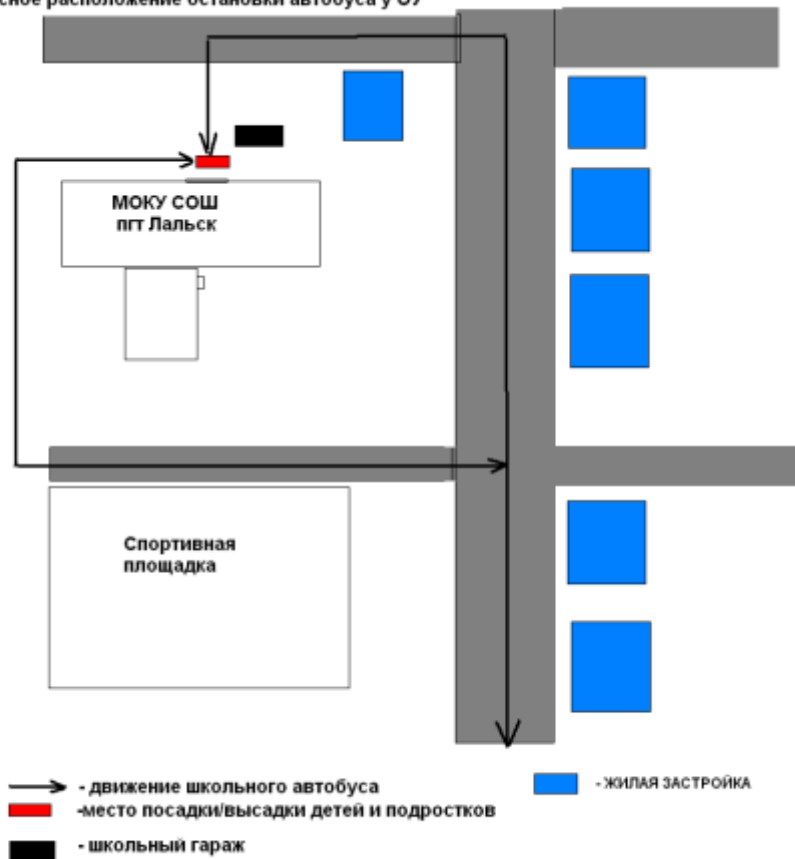 расположение остановки автобуса у ОУ
МОКУ СОШ
пгт Лальск
Спортивная
площадка
- движение школьного автобуса
- ЖИЛАЯ ЗАСТРОЙКА
-место посадки/высадки детей и подростков
- школьный гараж